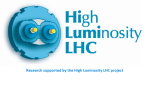 High
Luminosity
LHC
Research supported by the High Luminosity LHC project